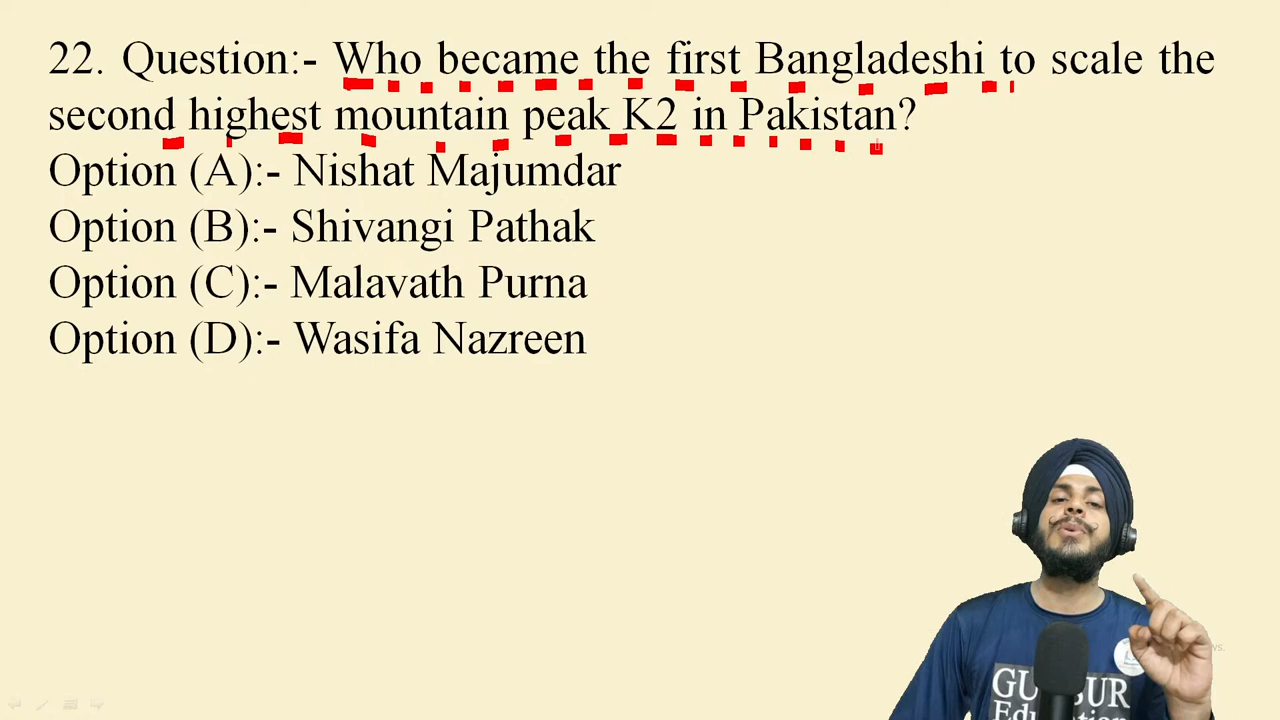 22. Question:- Who became the first Bangladeshi to scale the
second highest mountain peak K2 in Pakistan?
Option (A):- Nishat Majumdar
Option (B):- Shivangi Pathak
Option (C):- Malavath Purna
Option (D):- Wasifa Nazreen